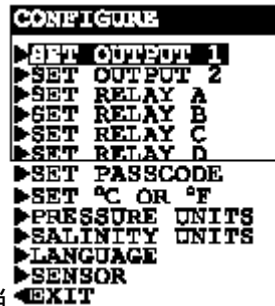 CONFIGURE
▶SET OUTPUT 1
▶SET OUTPUT 2
▶SET RELAY A
▶SET RELAY B
▶SET RELAY C
▶SET RELAY D
▶SET PASSCODE
▶SET °C OR °F
▶PRESSURE UNITS
▶SALINITY UNITS
▶LANGUAGE
▶SENSOR
◀EXIT